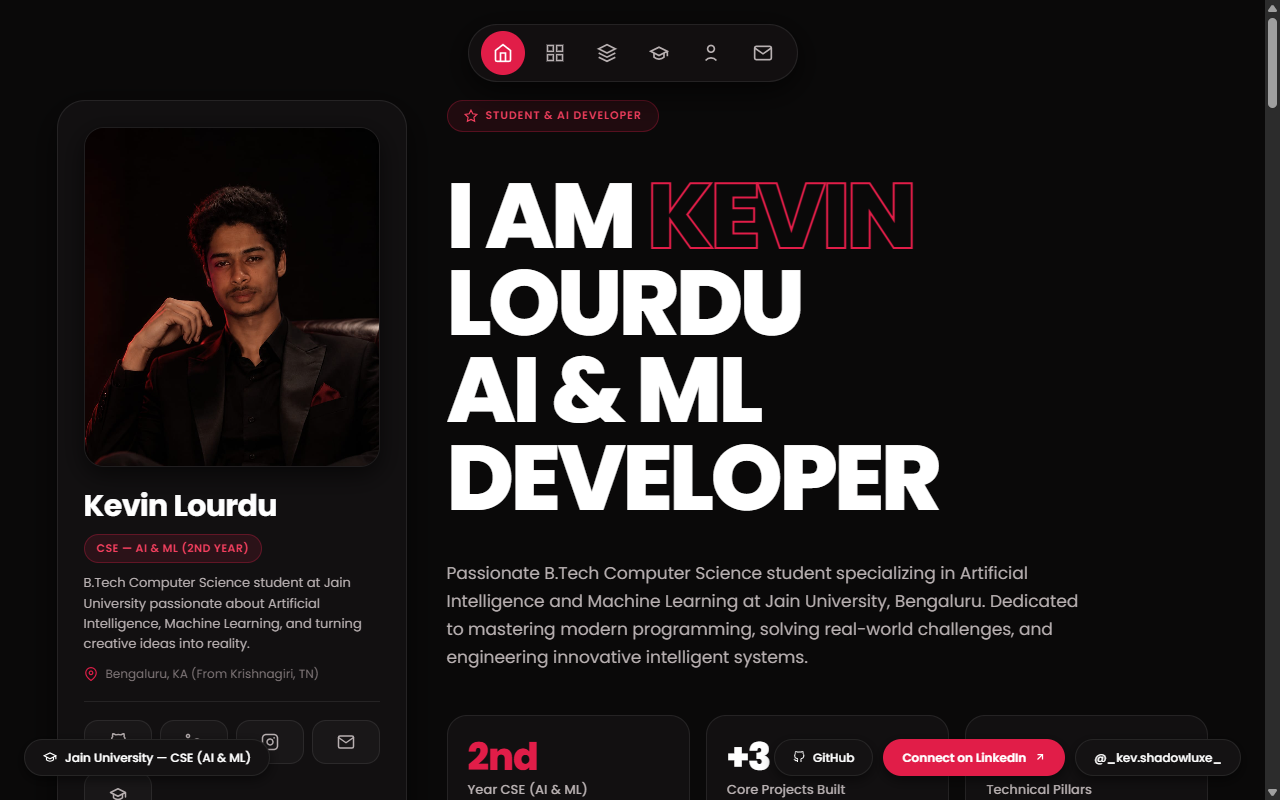 STUDENT & AI DEVELOPER
I AM KEVIN
LOURDU
AI & ML
DEVELOPER
Kevin Lourdu
CSE — AI & ML (2ND YEAR)
B.Tech Computer Science student at Jain
University passionate about Artificial
Intelligence, Machine Learning, and turning
creative ideas into reality.
Bengaluru, KA (From Krishnagiri, TN)
Passionate B.Tech Computer Science student specializing in Artificial
Intelligence and Machine Learning at Jain University, Bengaluru. Dedicated
to mastering modern programming, solving real-world challenges, and
engineering innovative intelligent systems.
2nd
Year CSE (AI & ML)
+3
Core Projects Built
Technical Pillars
Jain University — CSE (AI & ML)
GitHub
Connect on LinkedIn
@_kev.shadowluxe_